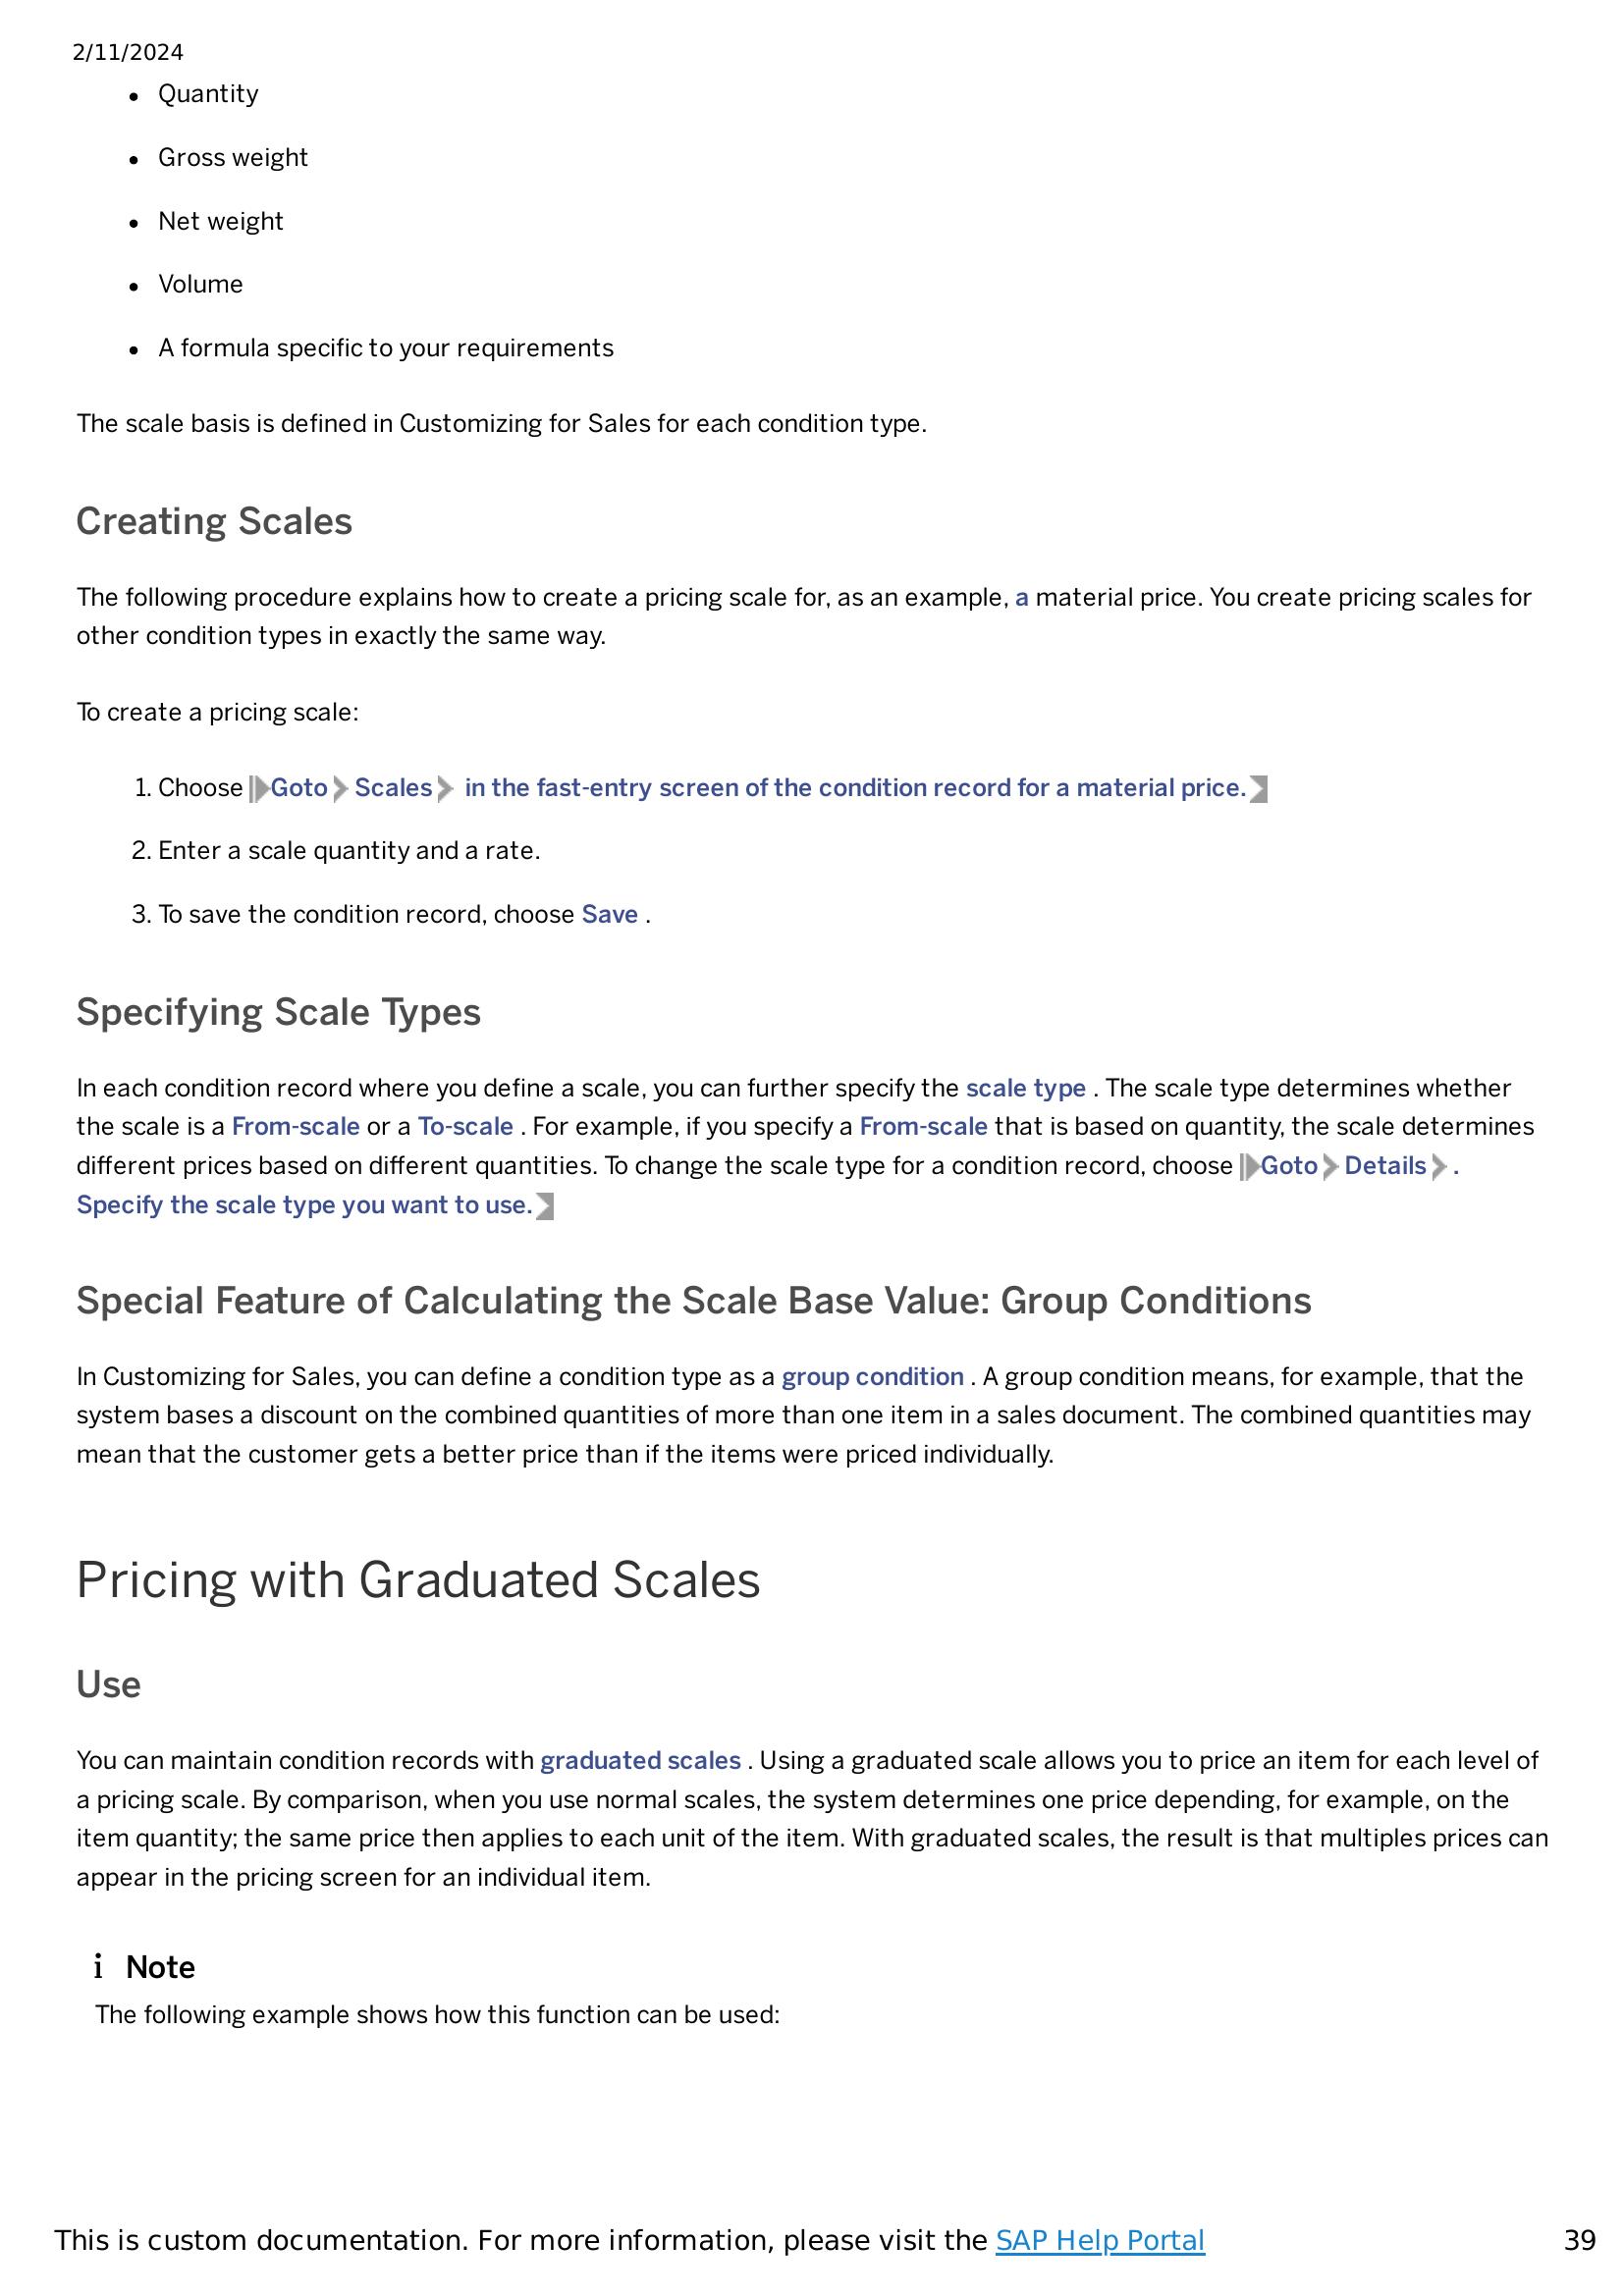 2/11/2024
• Quantity
• Gross weight
• Net weight
• Volume
• A formula specific to your requirements
The scale basis is defined in Customizing for Sales for each condition type.
Creating Scales
The following procedure explains how to create a pricing scale for, as an example, a material price. You create pricing scales for
other condition types in exactly the same way.
To create a pricing scale:
1. Choose Goto Scales in the fast-entry screen of the condition record for a material price.
2. Enter a scale quantity and a rate.
3. To save the condition record, choose Save .
Specifying Scale Types
In each condition record where you define a scale, you can further specify the scale type . The scale type determines whether
the scale is a From-scale or a To-scale . For example, if you specify a From-scale that is based on quantity, the scale determines
different prices based on different quantities. To change the scale type for a condition record, choose Goto Details .
Specify the scale type you want to use.
Special Feature of Calculating the Scale Base Value: Group Conditions
In Customizing for Sales, you can define a condition type as a group condition . A group condition means, for example, that the
system bases a discount on the combined quantities of more than one item in a sales document. The combined quantities may
mean that the customer gets a better price than if the items were priced individually.
Pricing with Graduated Scales
Use
You can maintain condition records with graduated scales . Using a graduated scale allows you to price an item for each level of
a pricing scale. By comparison, when you use normal scales, the system determines one price depending, for example, on the
item quantity; the same price then applies to each unit of the item. With graduated scales, the result is that multiples prices can
appear in the pricing screen for an individual item.
i Note
The following example shows how this function can be used:
This is custom documentation. For more information, please visit the SAP Help Portal 39